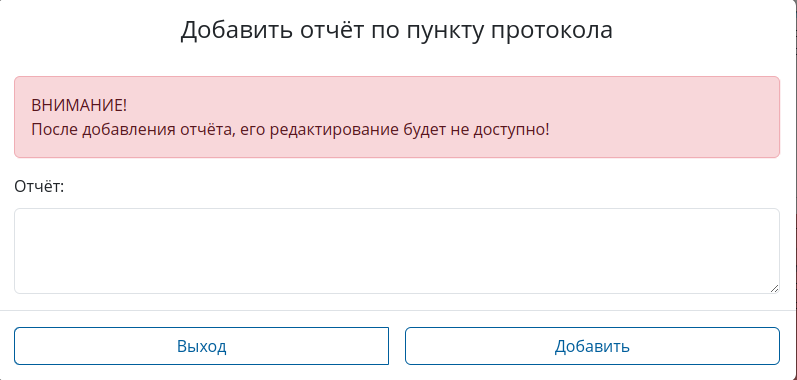 Добавить отчёт по пункту протокола
ВНИМАНИЕ!
После добавления отчёта, его редактирование будет не доступно!
Отчёт:
Выход
Добавить